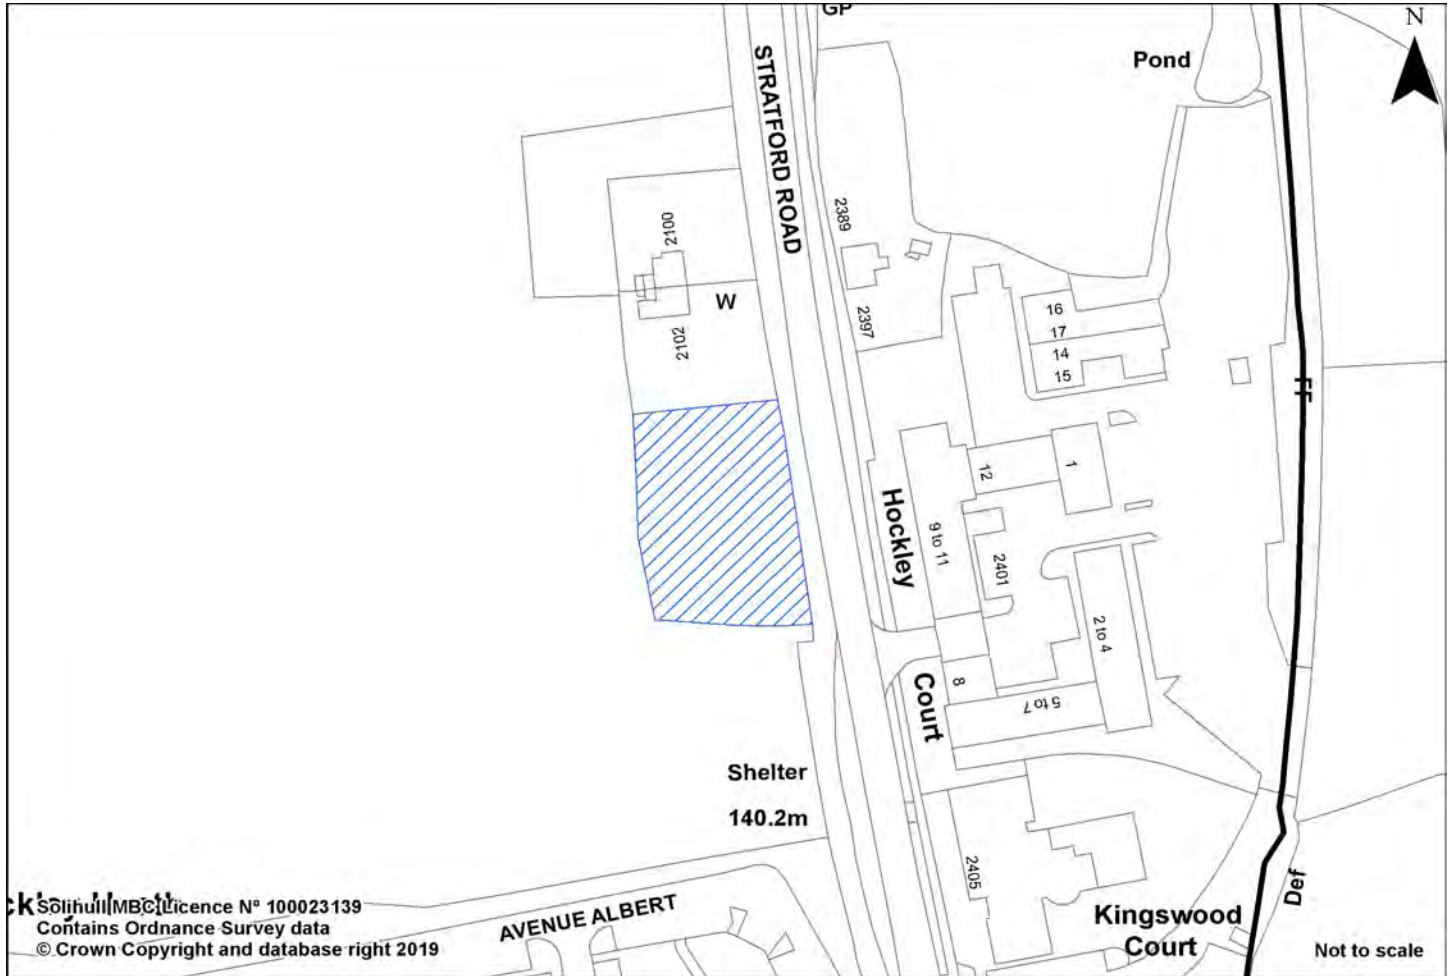 GP
N
Pond
STRATFORD ROAD
2389
2100
W
2397
2102
16
17
14
15
FF
12
1
Hockley
9 to 11
2401
2 to 4
Court
8
5 to 7
Shelter
140.2m
2405
AVENUE ALBERT
Def
Kingswood
Court
Solihull MBC Licence Nº 100023139
Contains Ordnance Survey data
© Crown Copyright and database right 2019
Not to scale